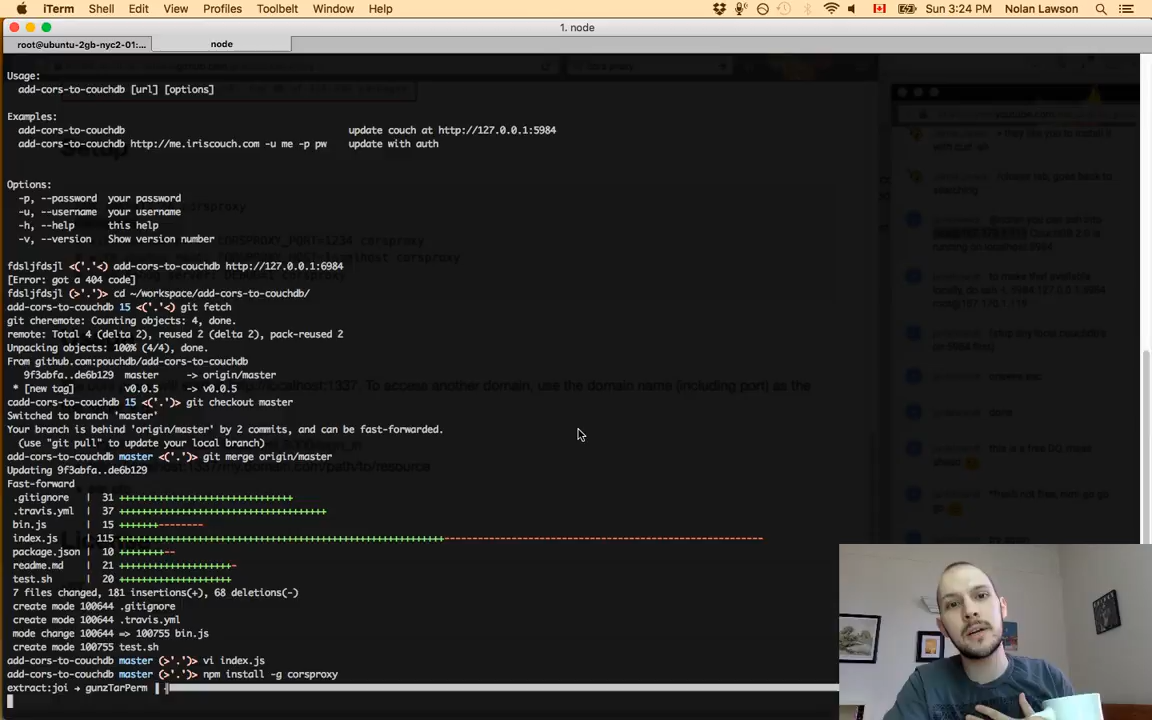 iTerm Shell Edit View Profiles Toolbelt Window Help Sun 3:24 PM Nolan Lawson
1. node
root@ubuntu-2gb-nyc2-01:... node
Usage:
add-cors-to-couchdb [url] [options]
Examples:
add-cors-to-couchdb update couch at http://127.0.0.1:5984
add-cors-to-couchdb http://me.iriscouch.com -u me -p pw update with auth
Options:
-p, --password your password
-u, --username your username
-h, --help this help
-v, --version Show version number
fdsljfdsjl <('.'<) add-cors-to-couchdb http://127.0.0.1:6984
[Error: got a 404 code]
fdsljfdsjl (>'.')> cd ~/workspace/add-cors-to-couchdb/
add-cors-to-couchdb 15 <('.'<) git fetch
git cheremote: Counting objects: 4, done.
remote: Total 4 (delta 2), reused 2 (delta 2), pack-reused 2
Unpacking objects: 100% (4/4), done.
From github.com:pouchdb/add-cors-to-couchdb
9f3abfa..de6b129 master -> origin/master
* [new tag] v0.0.5 -> v0.0.5
cadd-cors-to-couchdb 15 <('.')> git checkout master
Switched to branch 'master'
Your branch is behind 'origin/master' by 2 commits, and can be fast-forwarded.
(use "git pull" to update your local branch)
add-cors-to-couchdb master <('.')> git merge origin/master
Updating 9f3abfa..de6b129
Fast-forward
.gitignore | 31
.travis.yml | 37
bin.js | 15
index.js | 115
package.json | 10
readme.md | 21
test.sh | 20
7 files changed, 181 insertions(+), 68 deletions(-)
create mode 100644 .gitignore
create mode 100644 .travis.yml
mode change 100644 => 100755 bin.js
create mode 100755 test.sh
add-cors-to-couchdb master (>'.')> vi index.js
add-cors-to-couchdb master (>'.')> npm install -g corsproxy
extract:joi → gunzTarPerm